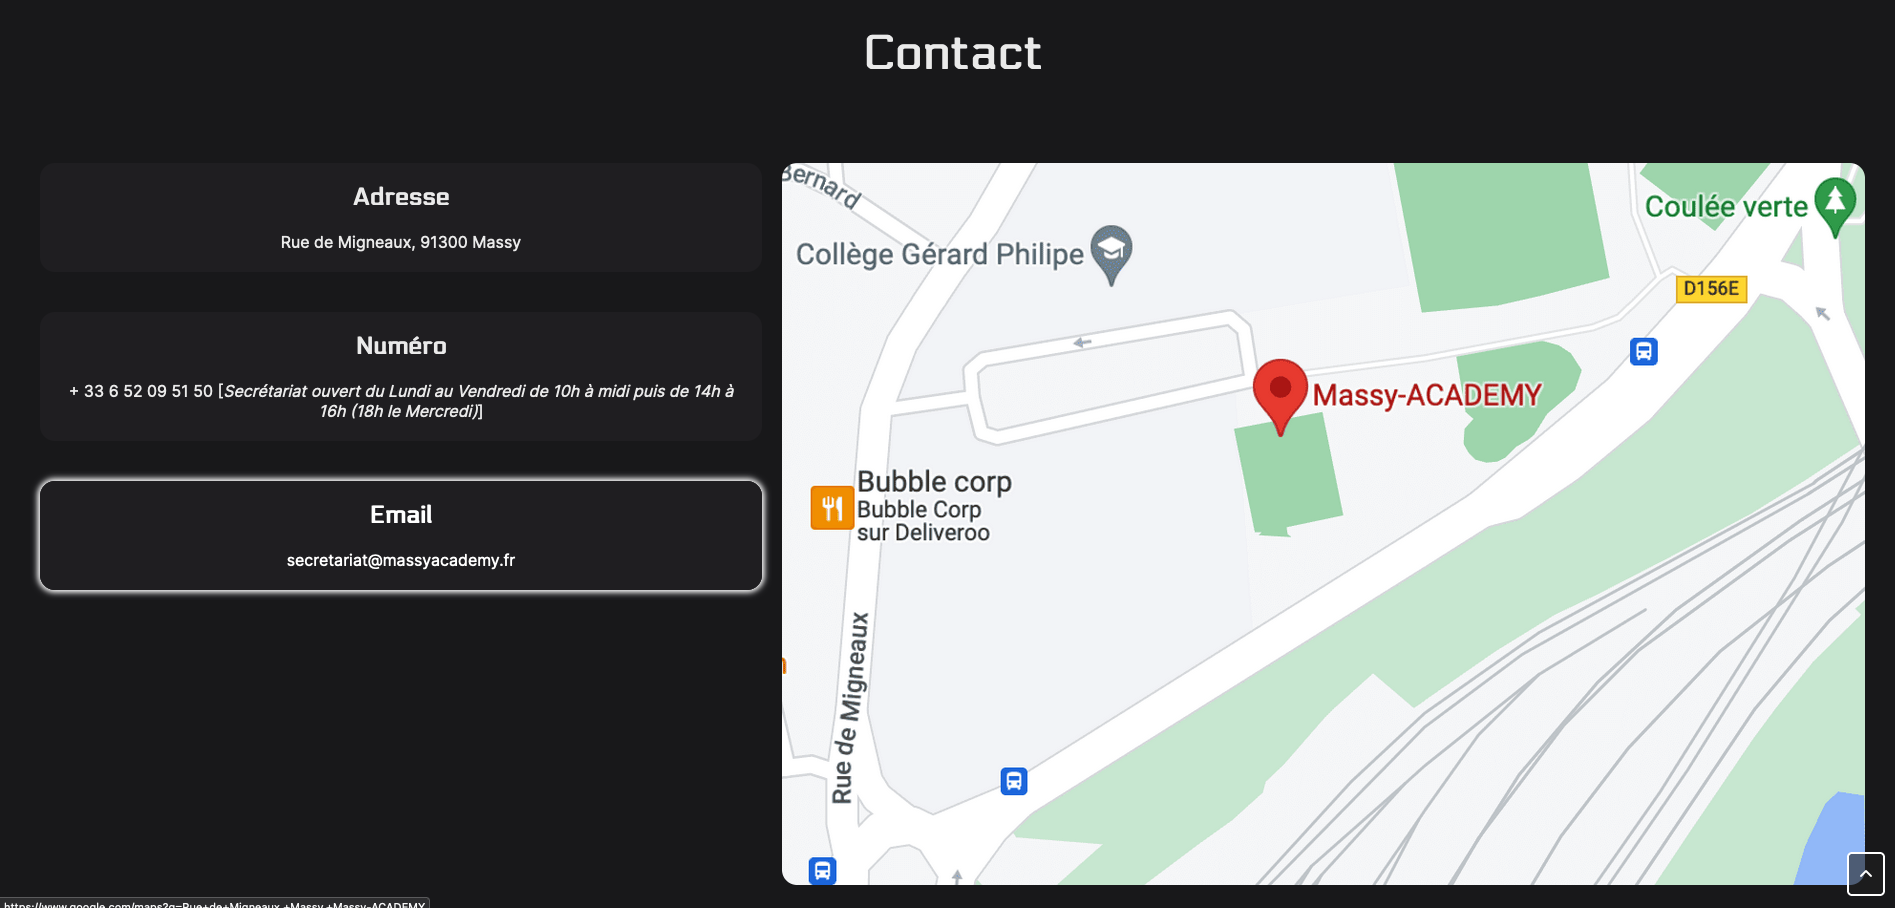 Contact
Adresse
Rue de Migneaux, 91300 Massy
Numéro
+ 33 6 52 09 51 50 [Secrétariat ouvert du Lundi au Vendredi de 10h à midi puis de 14h à
16h (18h le Mercredi)]
Email
secretariat@massyacademy.fr
Bernard
Coulée verte
Collège Gérard Philipe
D156E
Massy-ACADEMY
Bubble corp
Bubble Corp
sur Deliveroo
Rue de Migneaux
https://www.google.com/maps?q=Rue+de+Migneaux,+Massy,+Massy-ACADEMY